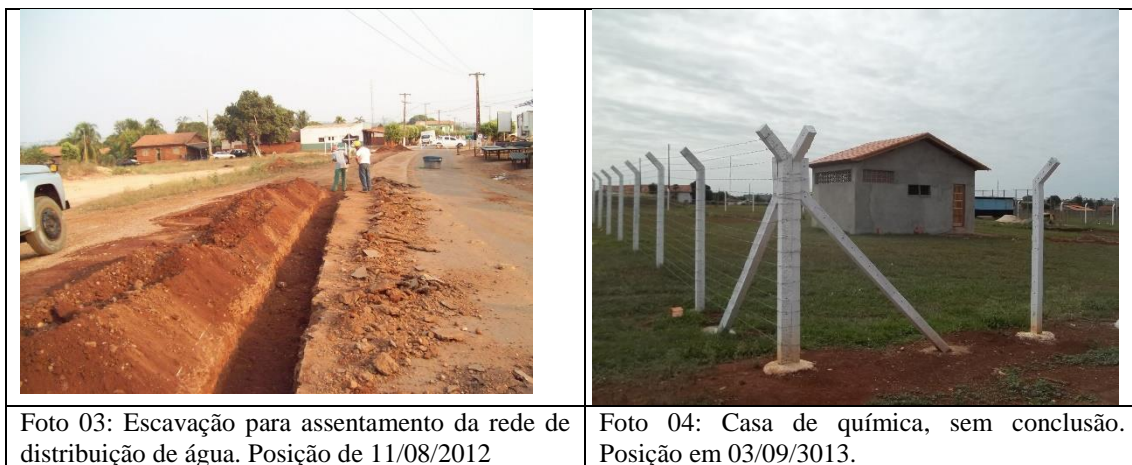 Foto 03: Escavação para assentamento da rede de
distribuição de água. Posição de 11/08/2012
Foto 04: Casa de química, sem conclusão.
Posição em 03/09/3013.